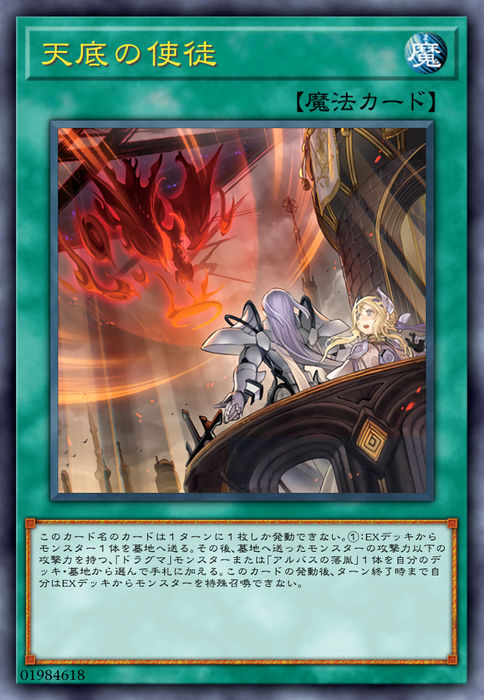 天底の使徒
魔
【魔法カード】
このカード名のカードは１ターンに１枚しか発動できない。①：EXデッキから
モンスター１体を墓地へ送る。その後、墓地へ送ったモンスターの攻撃力以下の
攻撃力を持つ、「ドラグマ」モンスターまたは「アルバスの落胤」１体を自分のデ
ッキ・墓地から選んで手札に加える。このカードの発動後、ターン終了時まで自
分はEXデッキからモンスターを特殊召喚できない。
01984618